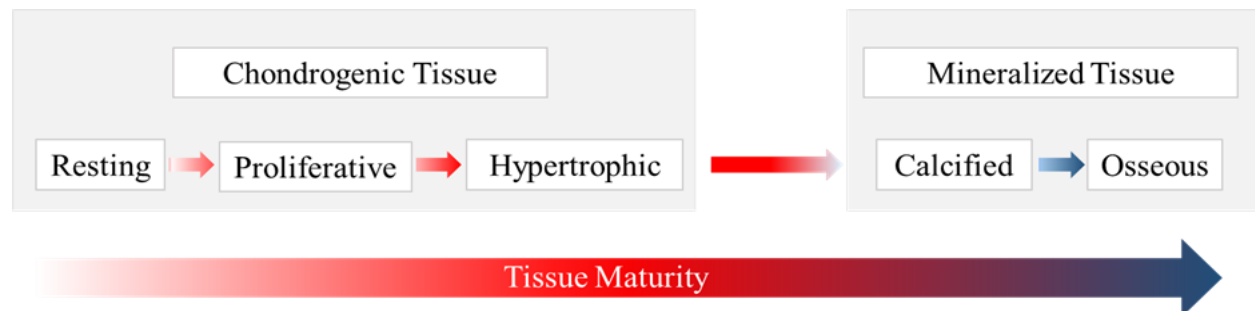 Chondrogenic Tissue
Mineralized Tissue
Resting
Proliferative
Hypertrophic
Calcified
Osseous
Tissue Maturity